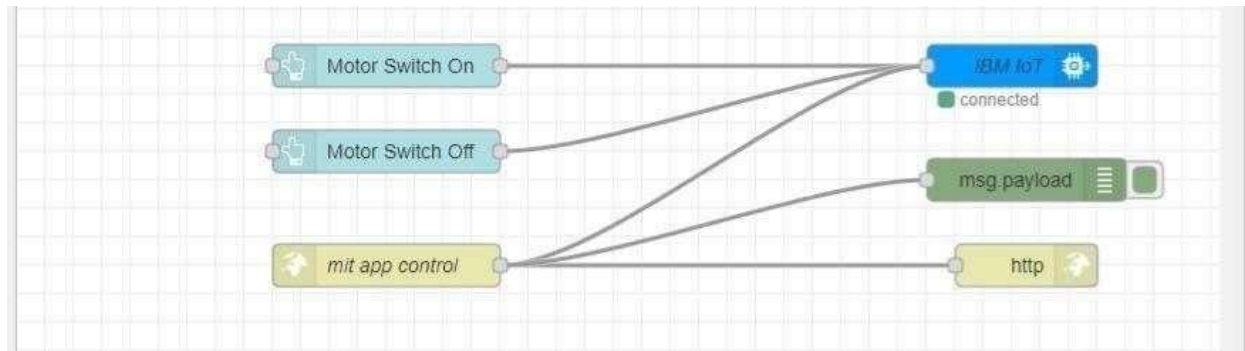 Motor Switch On
IBM IoT
connected
Motor Switch Off
msg.payload
mit app control
http